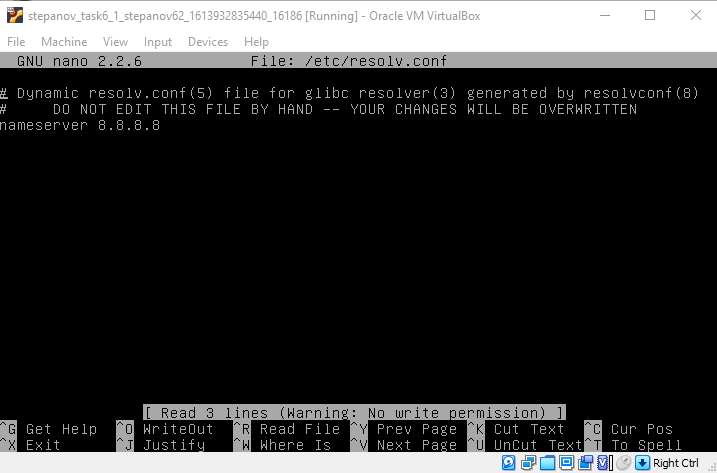 stepanov_task6_1_stepanov62_1613932835440_16186 [Running] - Oracle VM VirtualBox
File Machine View Input Devices Help
GNU nano 2.2.6 File: /etc/resolv.conf
# Dynamic resolv.conf(5) file for glibc resolver(3) generated by resolvconf(8)
# DO NOT EDIT THIS FILE BY HAND -- YOUR CHANGES WILL BE OVERWRITTEN
nameserver 8.8.8.8
[ Read 3 lines (Warning: No write permission) ]
^G Get Help ^O WriteOut ^R Read File ^Y Prev Page ^K Cut Text ^C Cur Pos
^X Exit ^J Justify ^W Where Is ^V Next Page ^U UnCut Text ^T To Spell
Right Ctrl